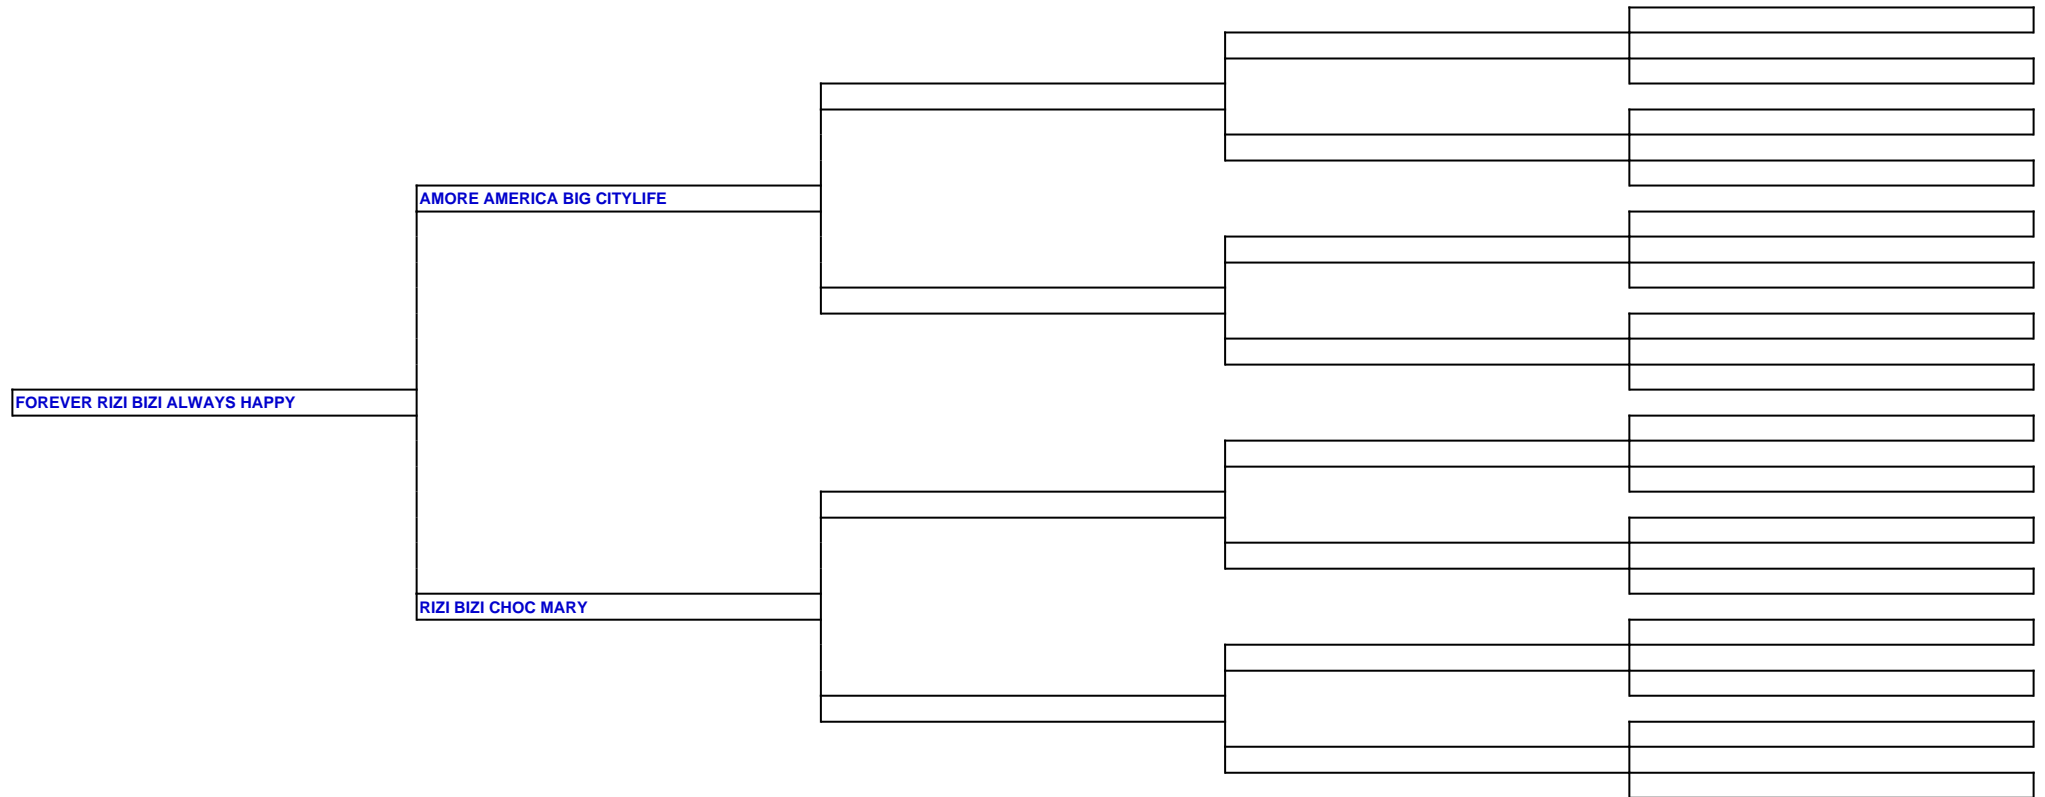 AMORE AMERICA BIG CITYLIFE
FOREVER RIZI BIZI ALWAYS HAPPY
RIZI BIZI CHOC MARY